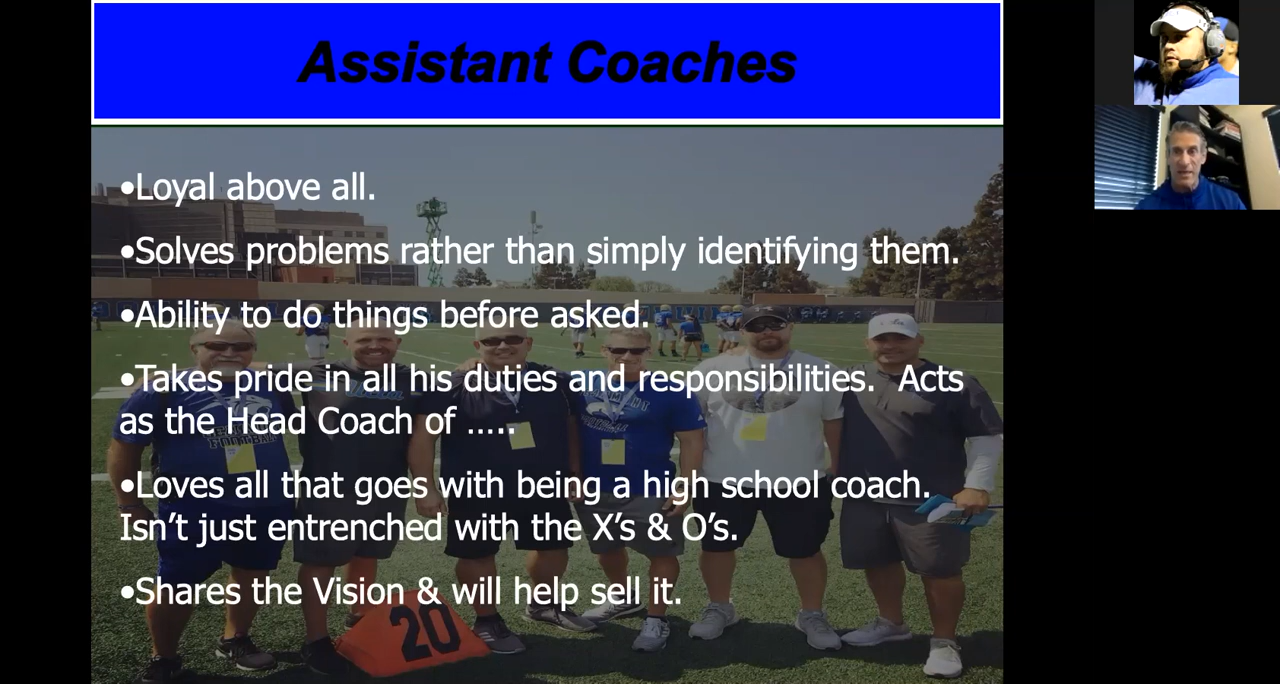 Assistant Coaches
•Loyal above all.
•Solves problems rather than simply identifying them.
•Ability to do things before asked.
•Takes pride in all his duties and responsibilities.  Acts
as the Head Coach of …..
•Loves all that goes with being a high school coach.
Isn’t just entrenched with the X’s & O’s.
•Shares the Vision & will help sell it.
FOOTBALL
20